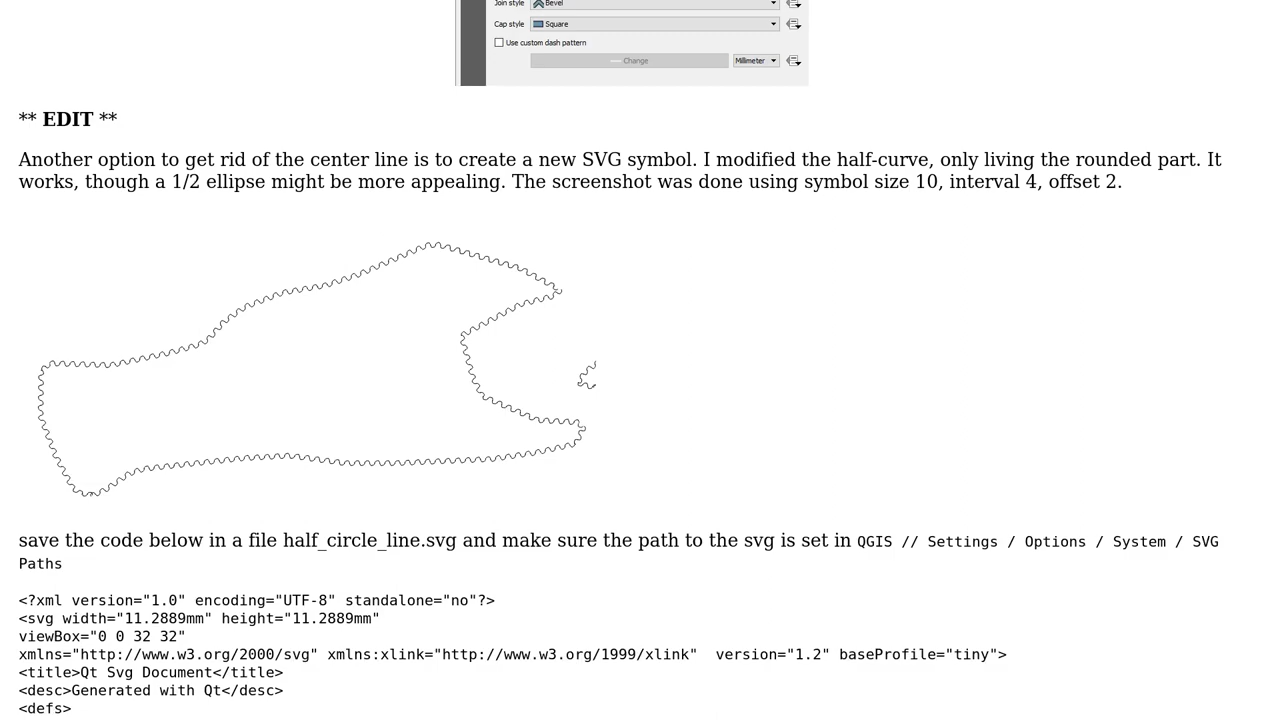 Join style Bevel
Cap style Square
Use custom dash pattern
Change Millimeter
** EDIT **
Another option to get rid of the center line is to create a new SVG symbol. I modified the half-curve, only living the rounded part. It
works, though a 1/2 ellipse might be more appealing. The screenshot was done using symbol size 10, interval 4, offset 2.
save the code below in a file half_circle_line.svg and make sure the path to the svg is set in QGIS // Settings / Options / System / SVG
Paths
<?xml version="1.0" encoding="UTF-8" standalone="no"?>
<svg width="11.2889mm" height="11.2889mm"
viewBox="0 0 32 32"
xmlns="http://www.w3.org/2000/svg" xmlns:xlink="http://www.w3.org/1999/xlink"  version="1.2" baseProfile="tiny">
<title>Qt Svg Document</title>
<desc>Generated with Qt</desc>
<defs>